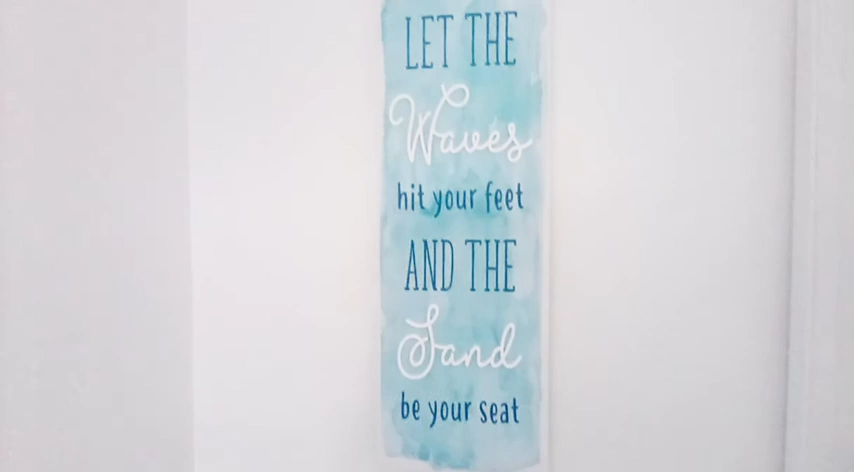 LET THE
Waves
hit your feet
AND THE
Sand
be your seat